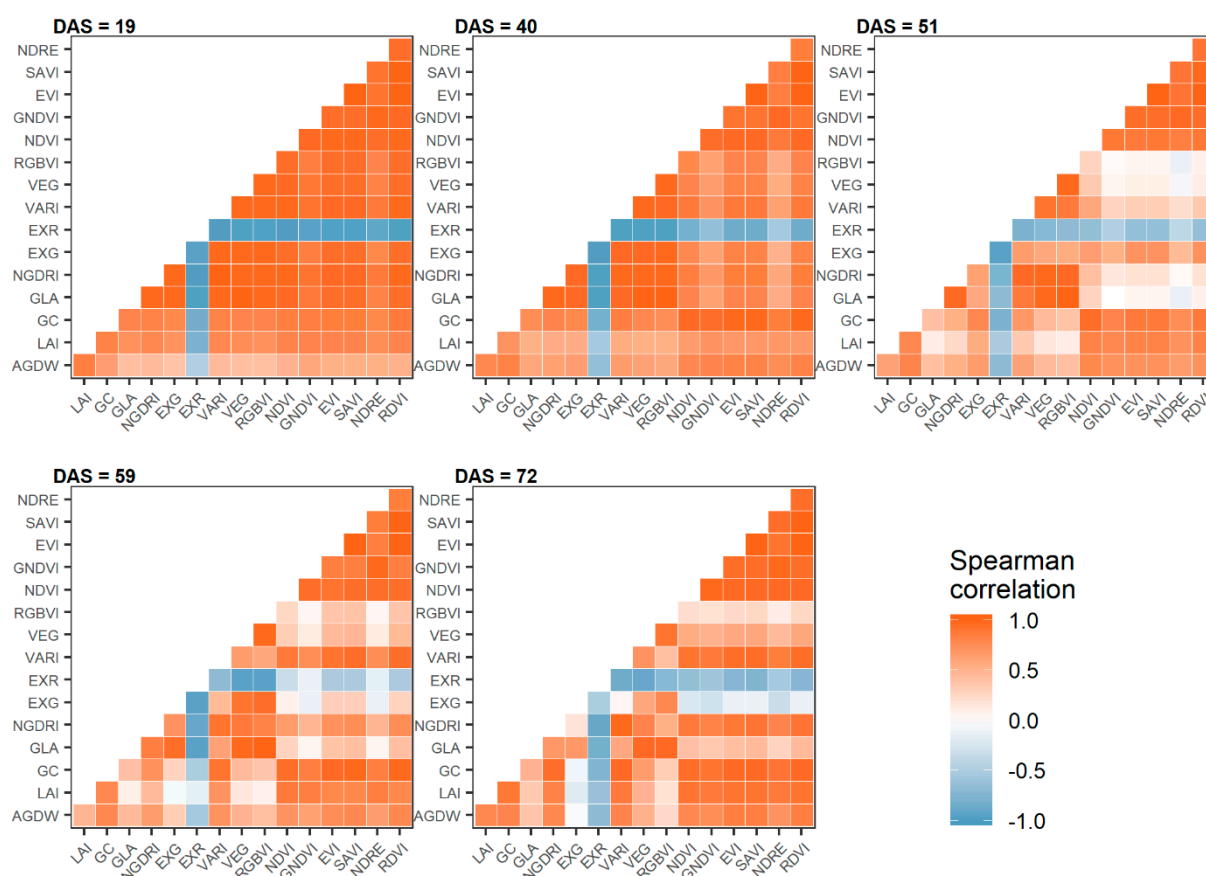 DAS = 19
NDRE
SAVI
EVI
GNDVI
NDVI
RGBVI
VEG
VARI
EXR
EXG
NGDRI
GLA
GC
LAI
AGDW
LAI
GC
GLA
NGDRI
EXG
EXR
VARI
VEG
RGBVI
NDVI
GNDVI
EVI
SAVI
NDRE
RDVI
DAS = 40
NDRE
SAVI
EVI
GNDVI
NDVI
RGBVI
VEG
VARI
EXR
EXG
NGDRI
GLA
GC
LAI
AGDW
LAI
GC
GLA
NGDRI
EXG
EXR
VARI
VEG
RGBVI
NDVI
GNDVI
EVI
SAVI
NDRE
RDVI
DAS = 51
NDRE
SAVI
EVI
GNDVI
NDVI
RGBVI
VEG
VARI
EXR
EXG
NGDRI
GLA
GC
LAI
AGDW
LAI
GC
GLA
NGDRI
EXG
EXR
VARI
VEG
RGBVI
NDVI
GNDVI
EVI
SAVI
NDRE
RDVI
DAS = 59
NDRE
SAVI
EVI
GNDVI
NDVI
RGBVI
VEG
VARI
EXR
EXG
NGDRI
GLA
GC
LAI
AGDW
LAI
GC
GLA
NGDRI
EXG
EXR
VARI
VEG
RGBVI
NDVI
GNDVI
EVI
SAVI
NDRE
RDVI
DAS = 72
NDRE
SAVI
EVI
GNDVI
NDVI
RGBVI
VEG
VARI
EXR
EXG
NGDRI
GLA
GC
LAI
AGDW
LAI
GC
GLA
NGDRI
EXG
EXR
VARI
VEG
RGBVI
NDVI
GNDVI
EVI
SAVI
NDRE
RDVI
Spearman
correlation
1.0
0.5
0.0
-0.5
-1.0